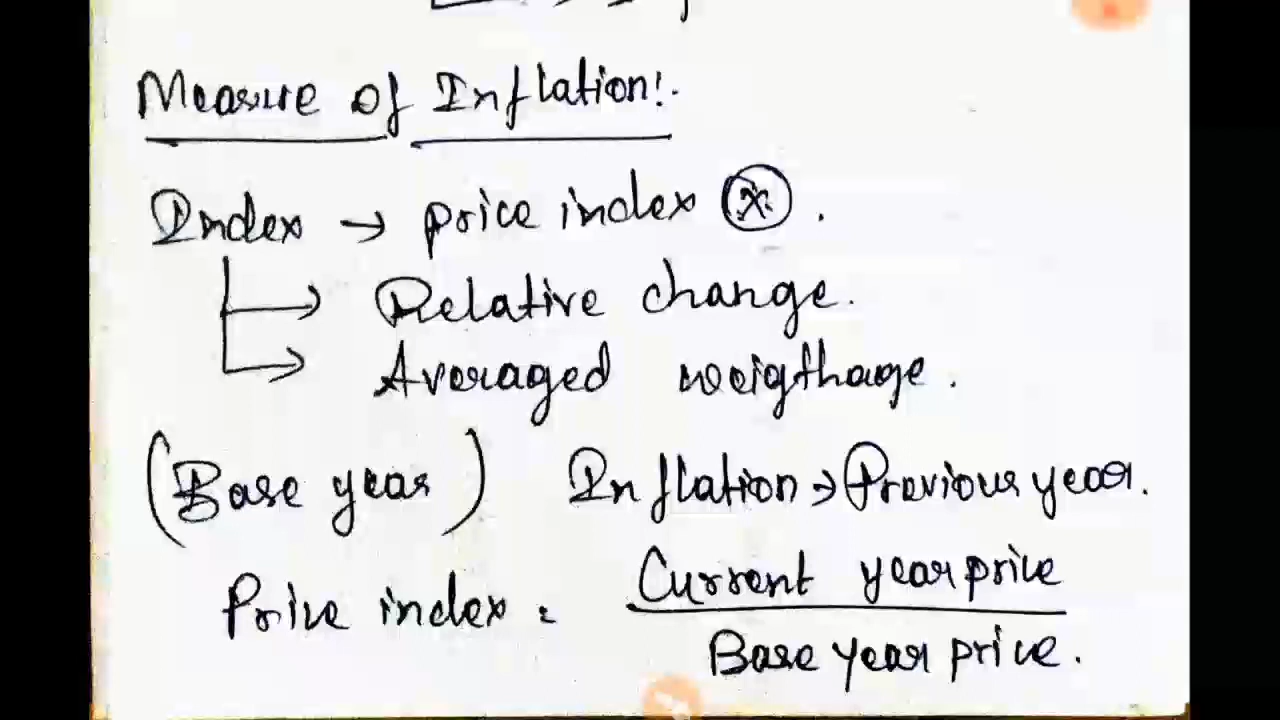 Measure of Inflation:-
Index → price index *.
→ Relative change.
→ Averaged weigthage.
(Base year) Inflation → Previous year.
Price index = Current year price
Base year price.